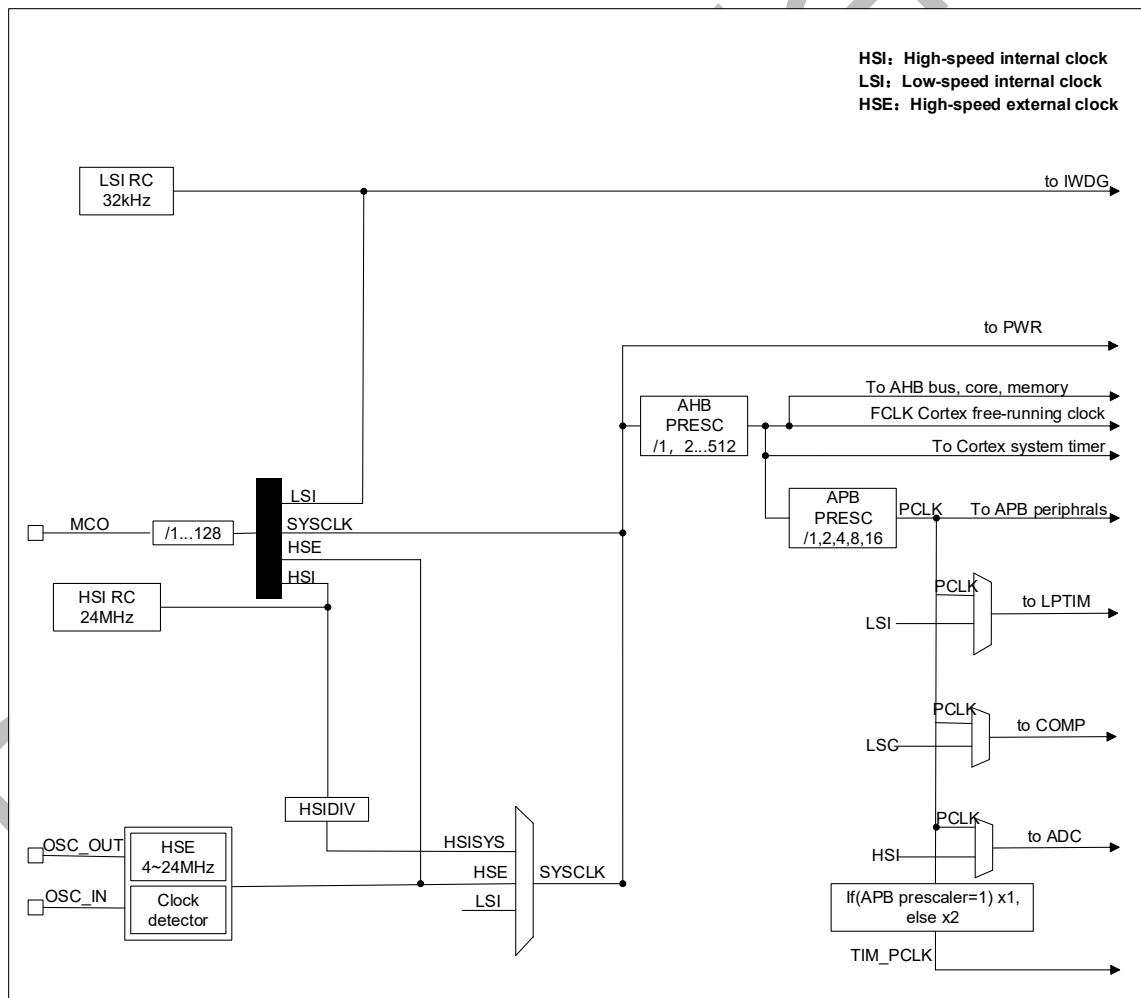 HSI：High-speed internal clock
LSI：Low-speed internal clock
HSE：High-speed external clock
LSI RC
32kHz
to IWDG
to PWR
AHB
PRESC
/1，2...512
To AHB bus, core, memory
FCLK Cortex free-running clock
To Cortex system timer
APB
PRESC
/1,2,4,8,16
PCLK
To APB periphrals
MCO
/1...128
LSI
SYSCLK
HSE
HSI
HSI RC
24MHz
PCLK
LSI
to LPTIM
PCLK
LSC
to COMP
HSIDIV
OSC_OUT
OSC_IN
HSE
4~24MHz
Clock
detector
HSISYS
HSE
LSI
SYSCLK
PCLK
HSI
to ADC
If(APB prescaler=1) x1,
else x2
TIM_PCLK